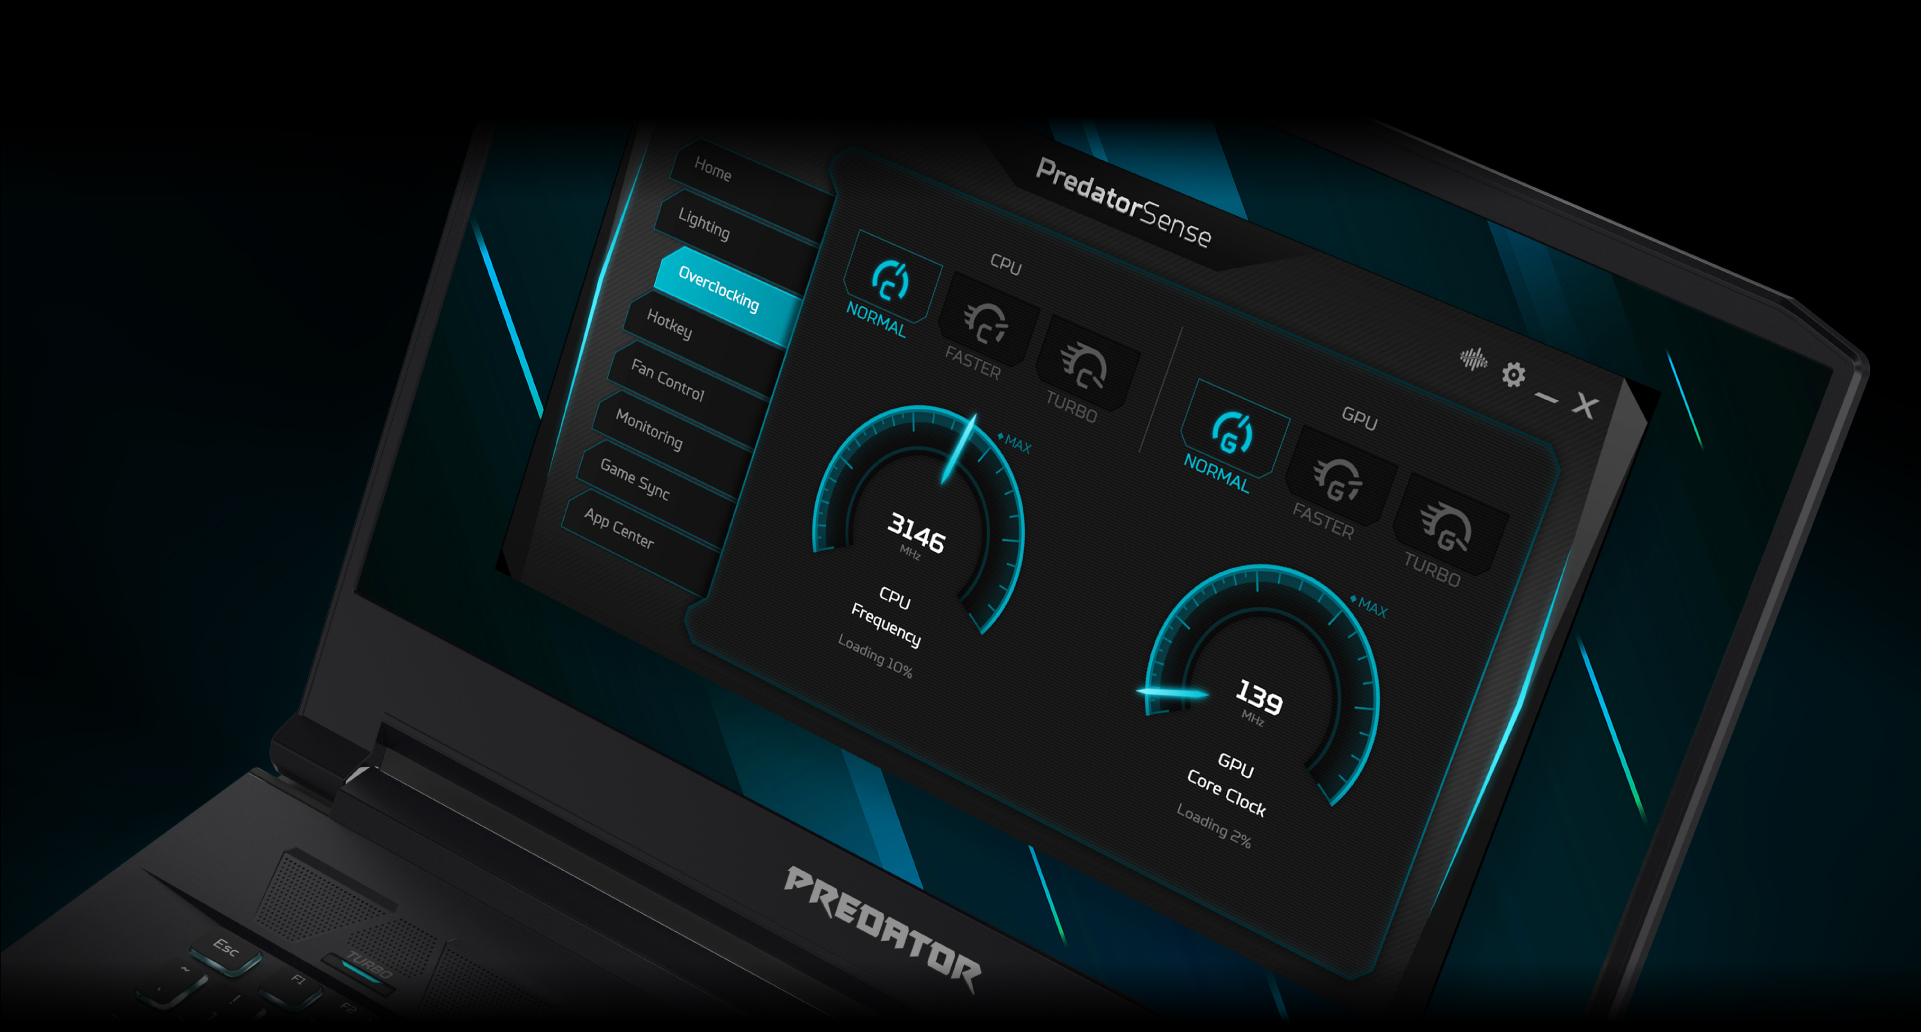 PredatorSense
Home
Lighting
Overclocking
Hotkey
Fan Control
Monitoring
Game Sync
App Center
CPU
NORMAL
FASTER
TURBO
MAX
3146
MHz
CPU
Frequency
Loading 10%
GPU
NORMAL
FASTER
TURBO
MAX
139
MHz
GPU
Core Clock
Loading 2%
PREDATOR
TURBO
Esc
F1
F2
~
!